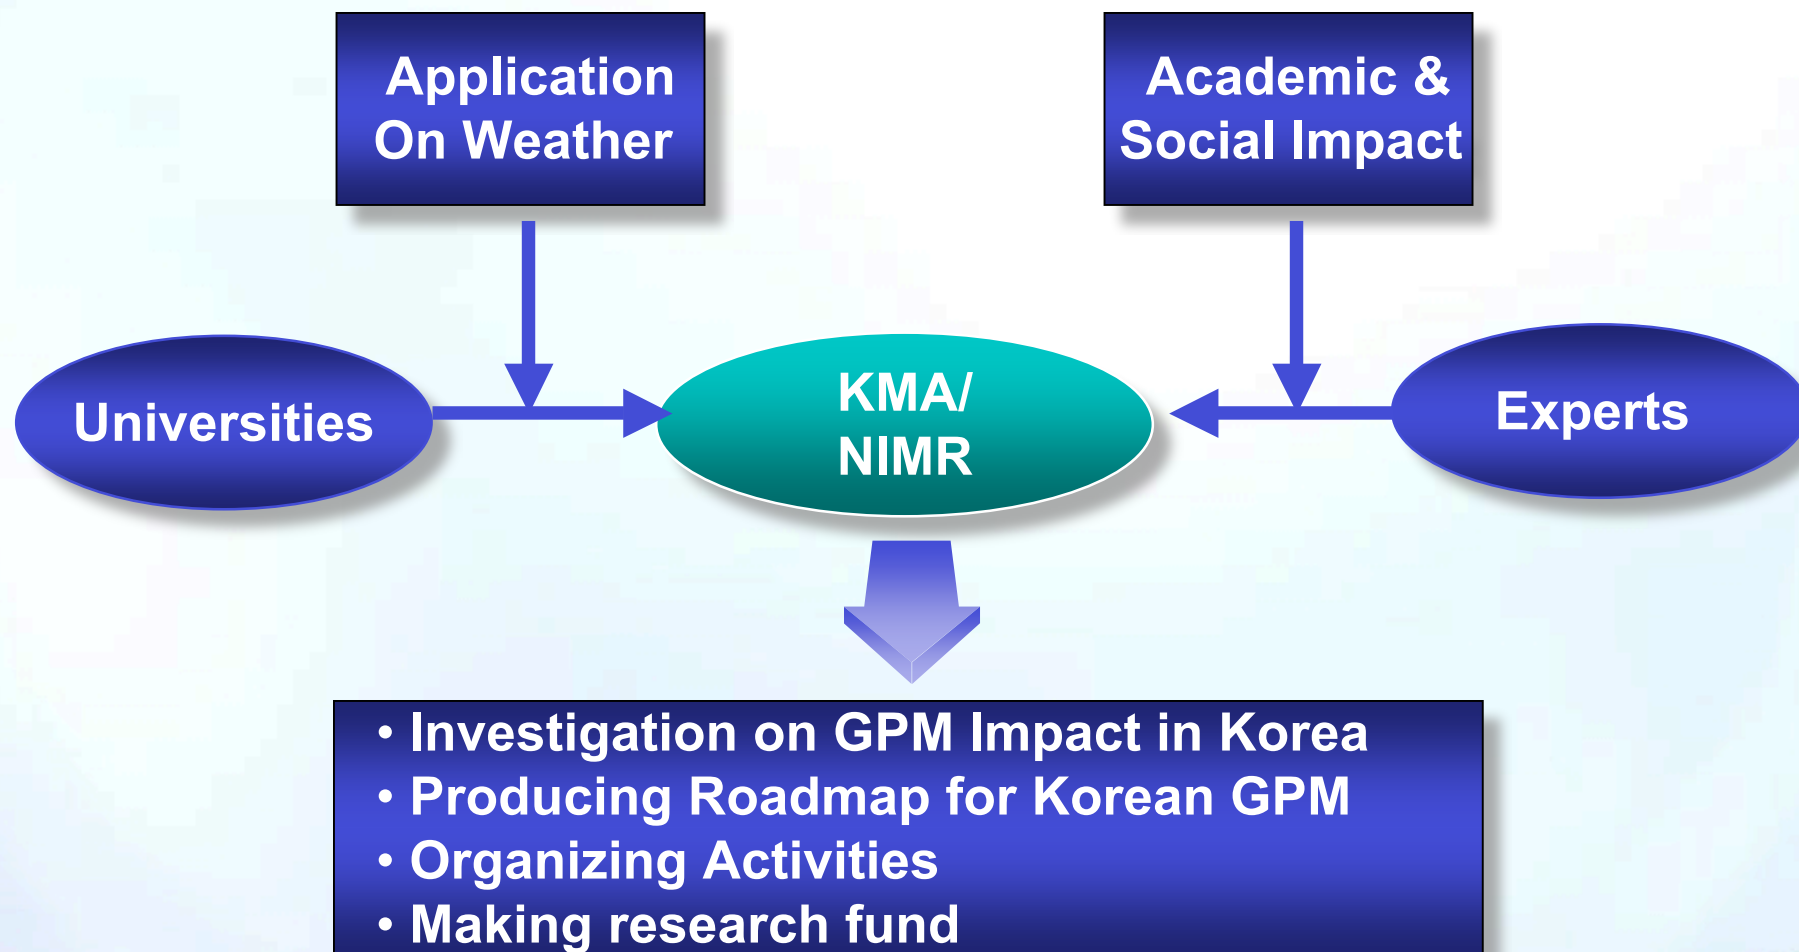 Application
On Weather
Academic &
Social Impact
Universities
KMA/
NIMR
Experts
• Investigation on GPM Impact in Korea
• Producing Roadmap for Korean GPM
• Organizing Activities
• Making research fund